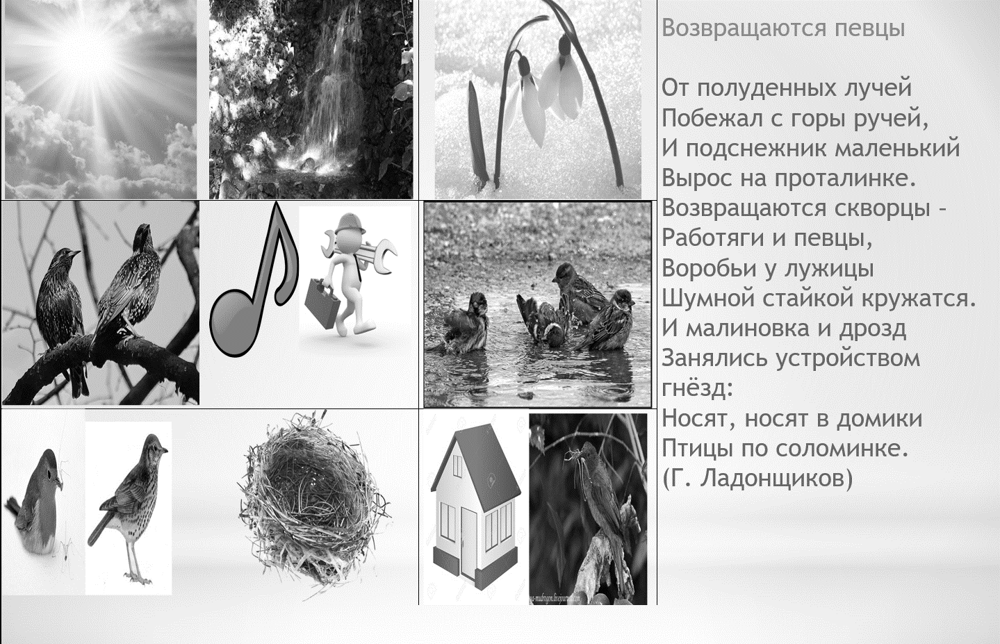 Возвращаются певцы
От полуденных лучей
Побежал с горы ручей,
И подснежник маленький
Вырос на проталинке.
Возвращаются скворцы –
Работяги и певцы,
Воробьи у лужицы
Шумной стайкой кружатся.
И малиновка и дрозд
Занялись устройством
гнёзд:
Носят, носят в домики
Птицы по соломинке.
(Г. Ладонщиков)